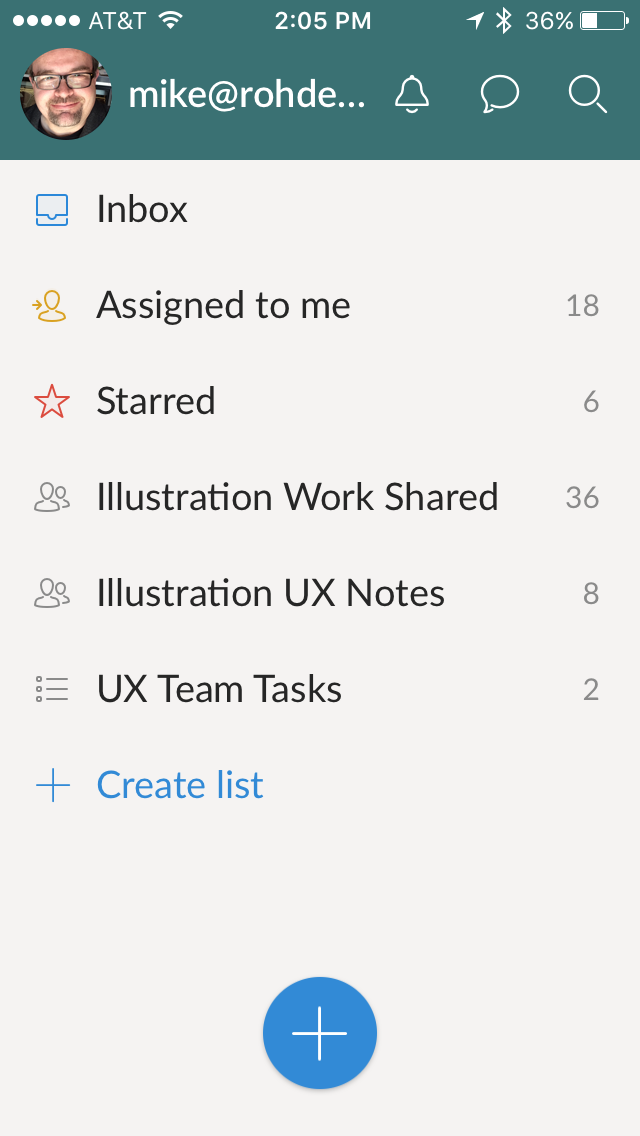 AT&T 2:05 PM 36%
mike@rohde...
Inbox
Assigned to me 18
Starred 6
Illustration Work Shared 36
Illustration UX Notes 8
UX Team Tasks 2
Create list